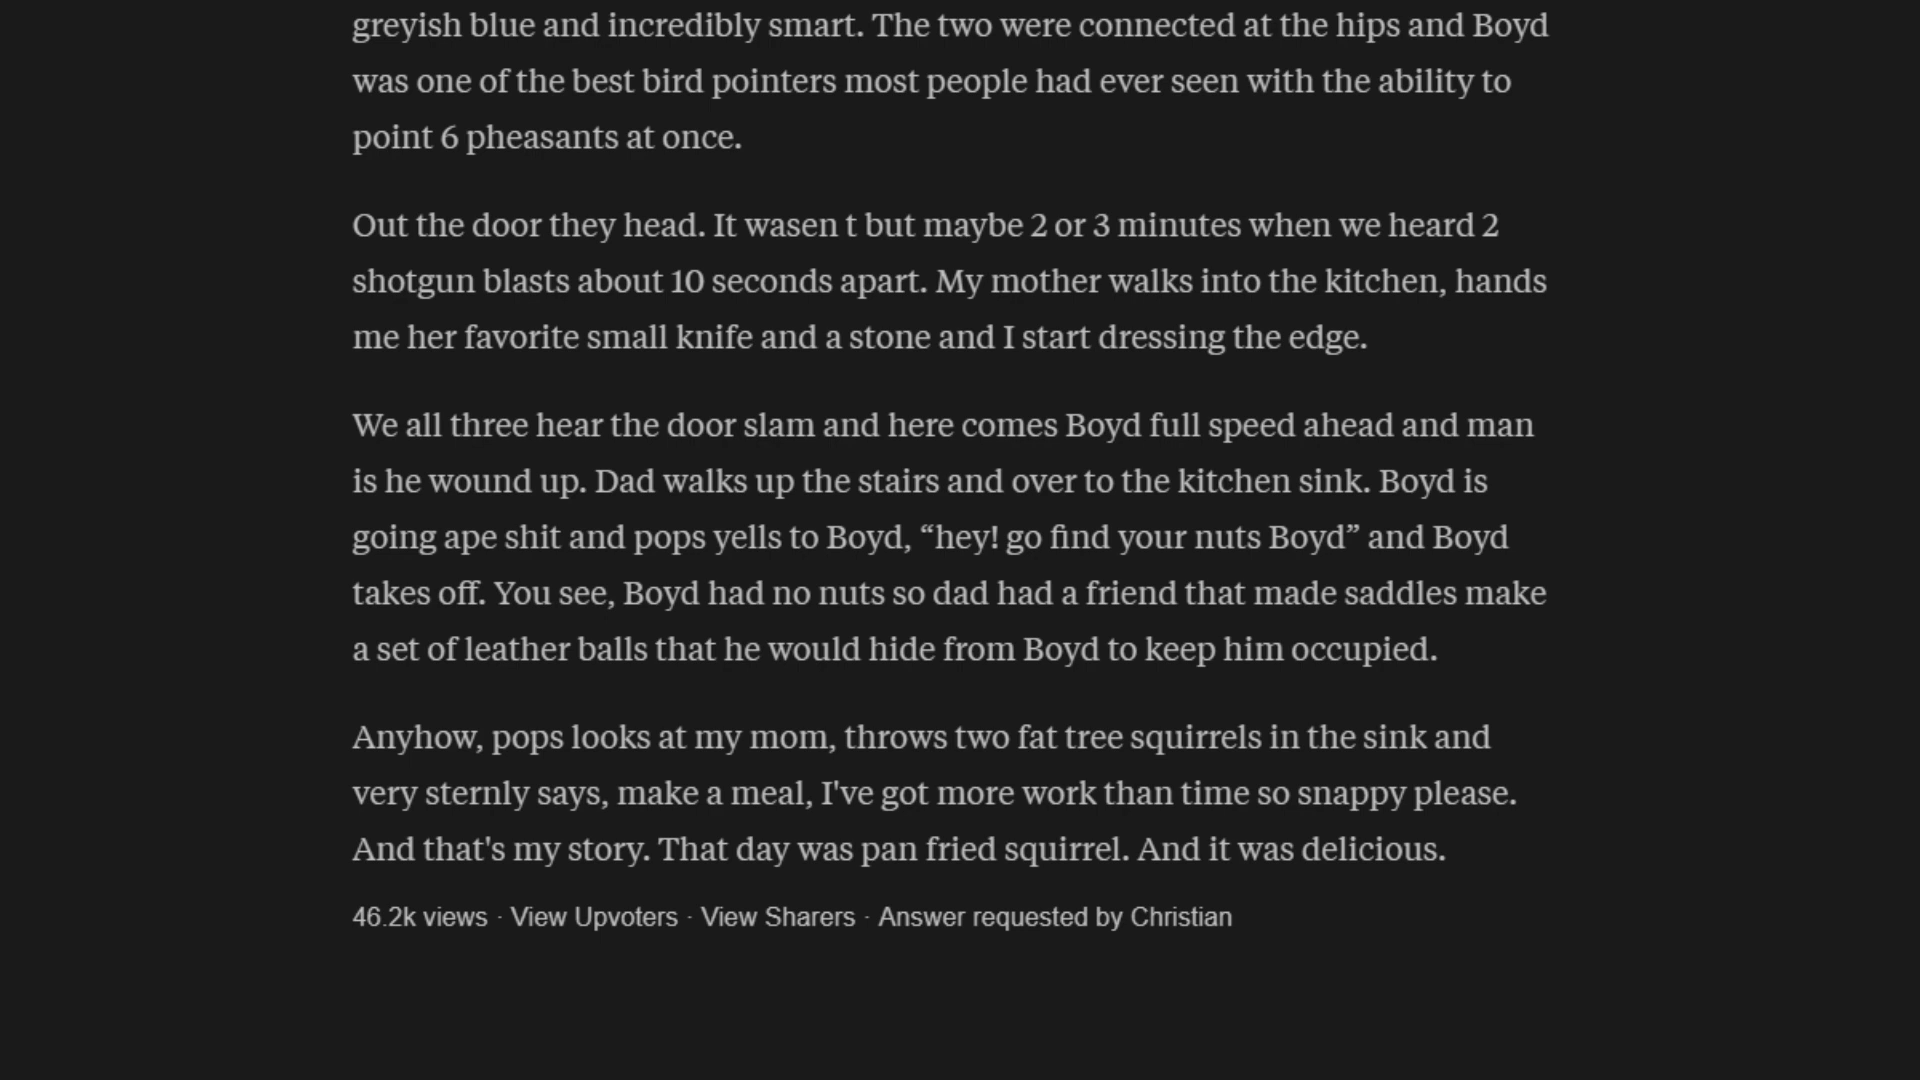 greyish blue and incredibly smart. The two were connected at the hips and Boyd
was one of the best bird pointers most people had ever seen with the ability to
point 6 pheasants at once.
Out the door they head. It wasen t but maybe 2 or 3 minutes when we heard 2
shotgun blasts about 10 seconds apart. My mother walks into the kitchen, hands
me her favorite small knife and a stone and I start dressing the edge.
We all three hear the door slam and here comes Boyd full speed ahead and man
is he wound up. Dad walks up the stairs and over to the kitchen sink. Boyd is
going ape shit and pops yells to Boyd, “hey! go find your nuts Boyd” and Boyd
takes off. You see, Boyd had no nuts so dad had a friend that made saddles make
a set of leather balls that he would hide from Boyd to keep him occupied.
Anyhow, pops looks at my mom, throws two fat tree squirrels in the sink and
very sternly says, make a meal, I've got more work than time so snappy please.
And that's my story. That day was pan fried squirrel. And it was delicious.
46.2k views · View Upvoters · View Sharers · Answer requested by Christian